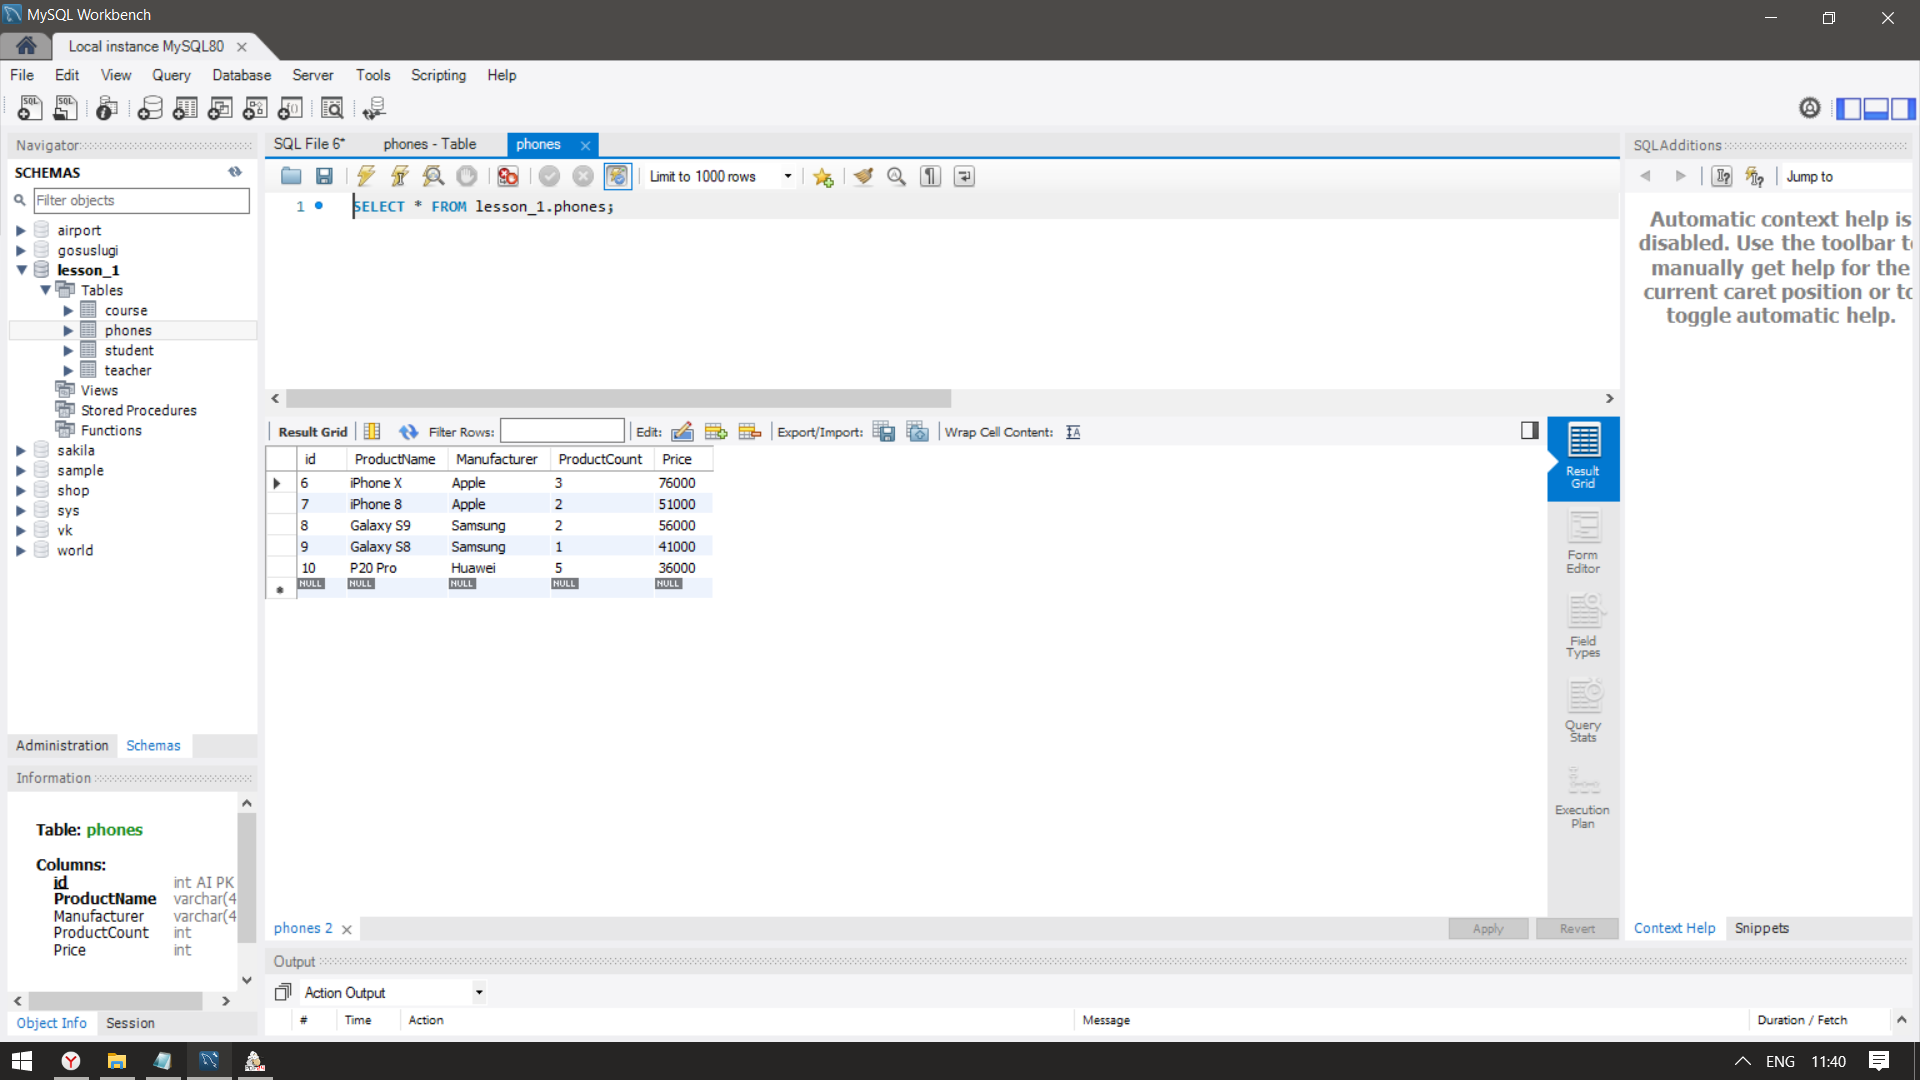 MySQL Workbench
Local instance MySQL80
File Edit View Query Database Server Tools Scripting Help
Navigator
SCHEMAS
Filter objects
airport
gosuslugi
lesson_1
Tables
course
phones
student
teacher
Views
Stored Procedures
Functions
sakila
sample
shop
sys
vk
world
Administration Schemas
Information
Table: phones
Columns:
id int AI PK
ProductName varchar(4
Manufacturer varchar(4
ProductCount int
Price int
Object Info Session
SQL File 6* phones - Table phones
Limit to 1000 rows
1 SELECT * FROM lesson_1.phones;
Result Grid Filter Rows: Edit: Export/Import: Wrap Cell Content:
id ProductName Manufacturer ProductCount Price
6 iPhone X Apple 3 76000
7 iPhone 8 Apple 2 51000
8 Galaxy S9 Samsung 2 56000
9 Galaxy S8 Samsung 1 41000
10 P20 Pro Huawei 5 36000
NULL NULL NULL NULL NULL
Result
Grid
Form
Editor
Field
Types
Query
Stats
Execution
Plan
phones 2
Apply Revert
Output
Action Output
# Time Action Message Duration / Fetch
SQLAdditions
Jump to
Automatic context help is
disabled. Use the toolbar t
manually get help for the
current caret position or to
toggle automatic help.
Context Help Snippets
ENG 11:40